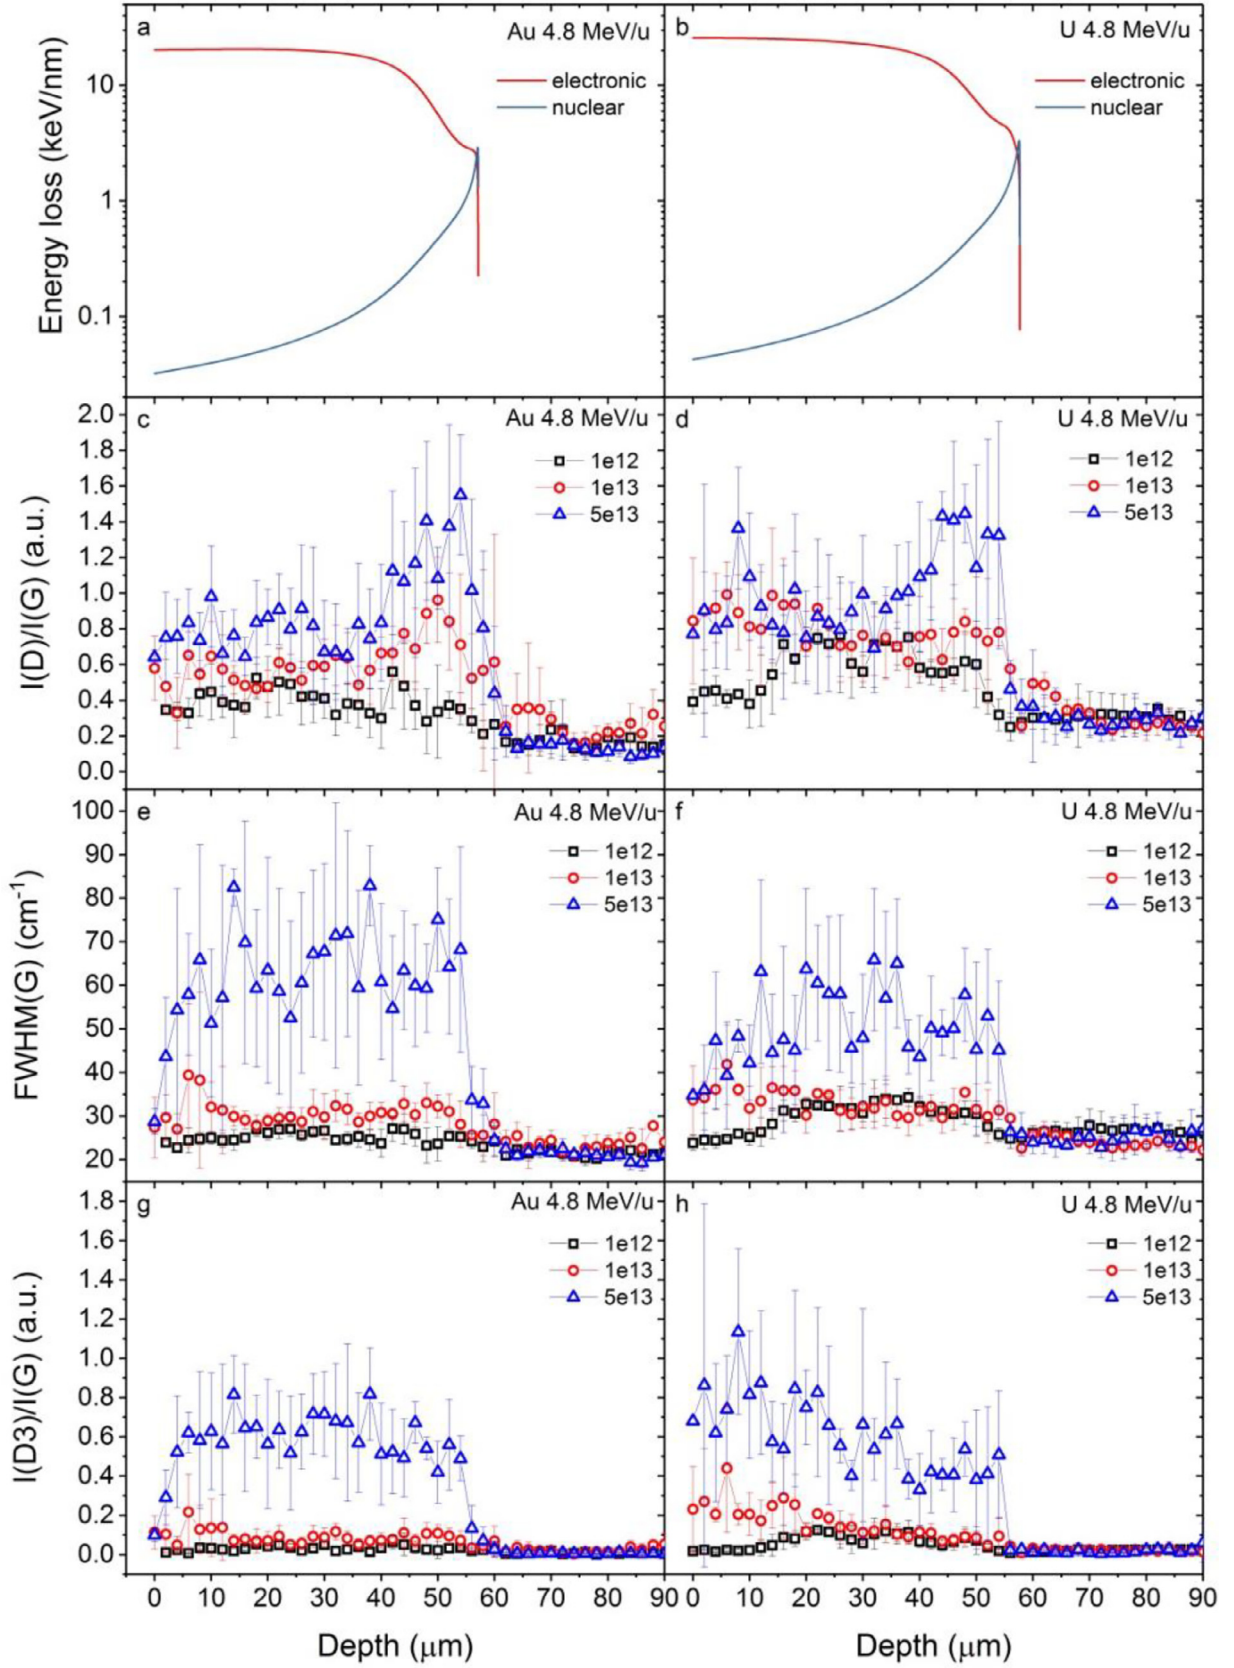 a
Au 4.8 MeV/u
electronic
nuclear
b
U 4.8 MeV/u
electronic
nuclear
Energy loss (keV/nm)
10
1
0.1
c
Au 4.8 MeV/u
1e12
1e13
5e13
d
U 4.8 MeV/u
1e12
1e13
5e13
I(D)/I(G) (a.u.)
2.0
1.8
1.6
1.4
1.2
1.0
0.8
0.6
0.4
0.2
0.0
e
Au 4.8 MeV/u
1e12
1e13
5e13
f
U 4.8 MeV/u
1e12
1e13
5e13
FWHM(G) (cm⁻¹)
100
90
80
70
60
50
40
30
20
g
Au 4.8 MeV/u
1e12
1e13
5e13
h
U 4.8 MeV/u
1e12
1e13
5e13
I(D3)/I(G) (a.u.)
1.8
1.6
1.4
1.2
1.0
0.8
0.6
0.4
0.2
0.0
0 10 20 30 40 50 60 70 80 90
0 10 20 30 40 50 60 70 80 90
Depth (μm)
Depth (μm)